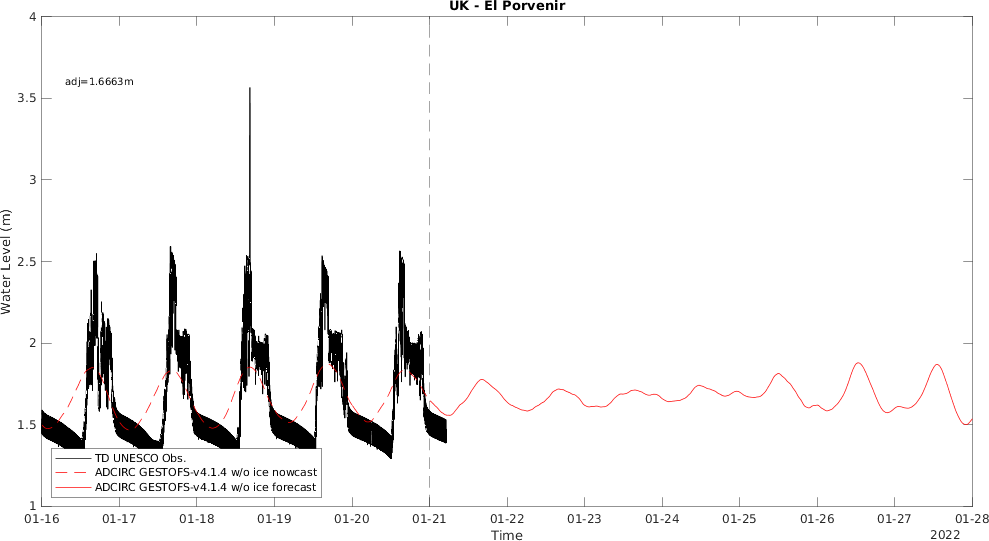 UK - El Porvenir
4
adj=1.6663m
3.5
3
2.5
Water Level (m)
2
1.5
TD UNESCO Obs.
ADCIRC GESTOFS-v4.1.4 w/o ice nowcast
ADCIRC GESTOFS-v4.1.4 w/o ice forecast
1
01-16 01-17 01-18 01-19 01-20 01-21 01-22 01-23 01-24 01-25 01-26 01-27 01-28
Time
2022